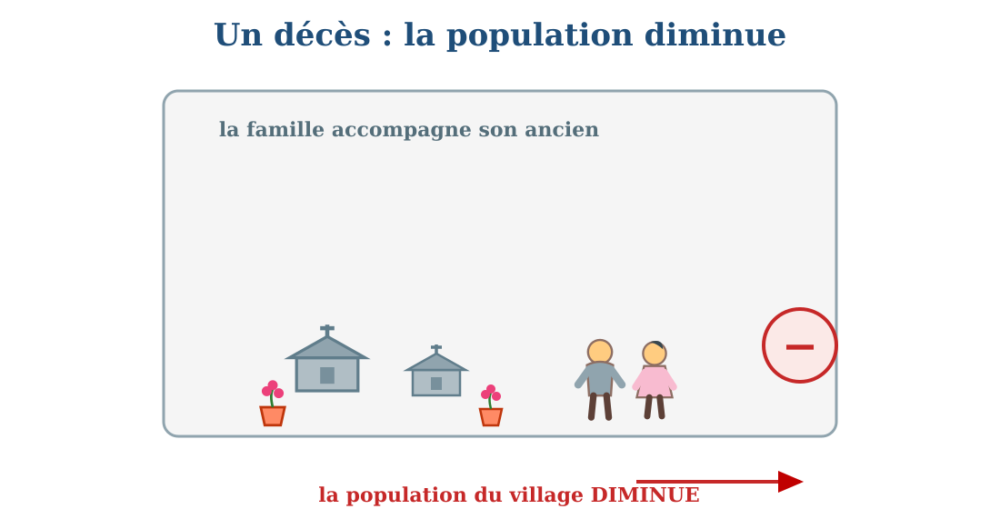 Un décès : la population diminue
la famille accompagne son ancien
–
la population du village DIMINUE